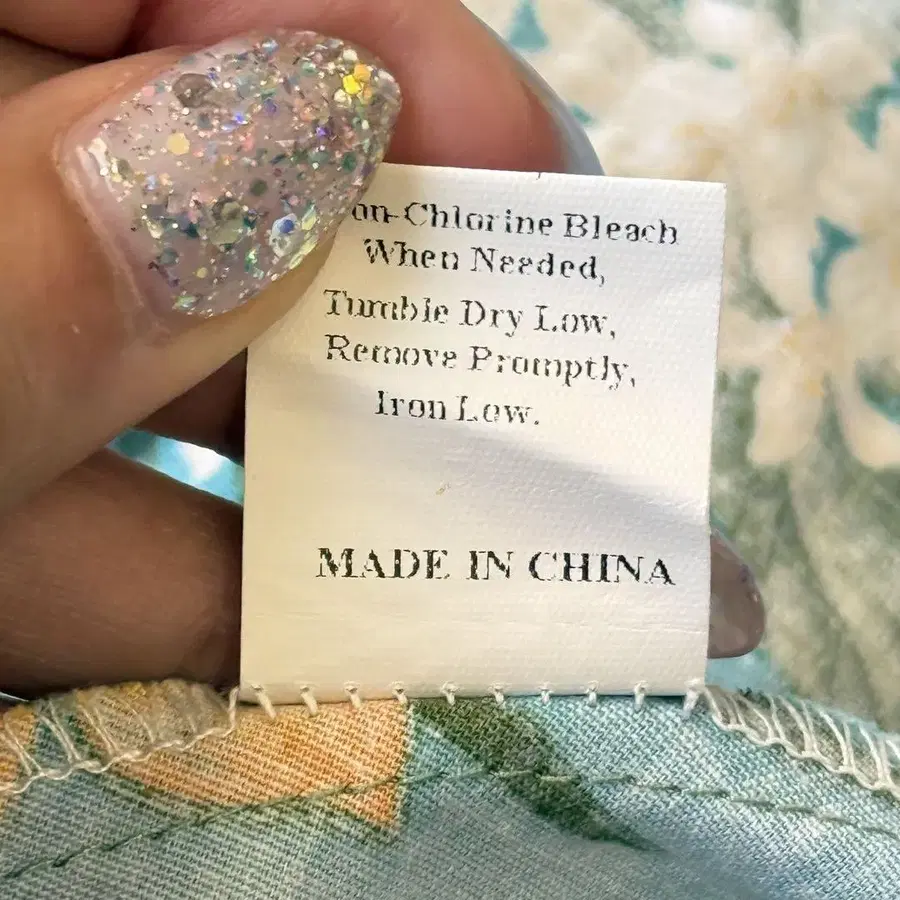 on-Chlorine Bleach
When Needed,
Tumble Dry Low,
Remove Promptly,
Iron Low.
MADE IN CHINA